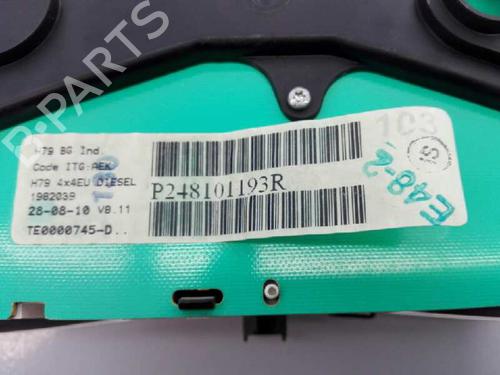 B-PARTS
H79 BG Ind.
Code ITG:AEK
H79 4x4EU DIESEL
1982039
28-08-10 V8.11
TE0000745-D..
P248101193R
103
E48-2